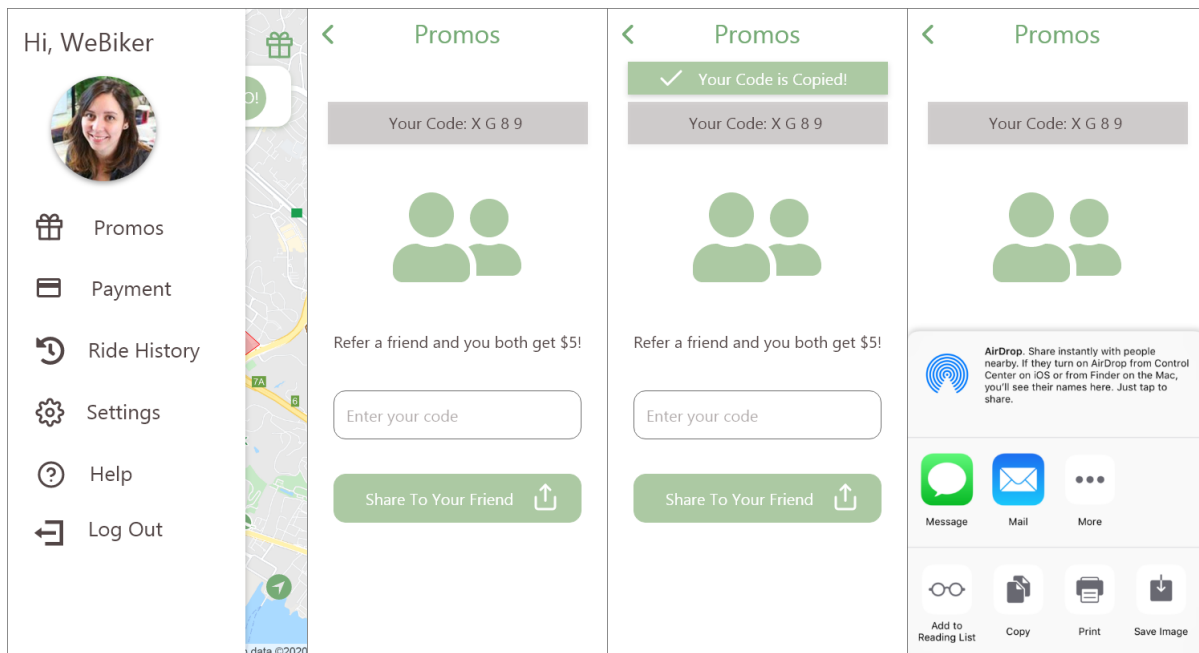 Hi, WeBiker
O!
Promos
Payment
Ride History
Settings
Help
Log Out
7A
6
data ©2020
Promos
Your Code: X G 8 9
Refer a friend and you both get $5!
Enter your code
Share To Your Friend
Promos
Your Code is Copied!
Your Code: X G 8 9
Refer a friend and you both get $5!
Enter your code
Share To Your Friend
Promos
Your Code: X G 8 9
AirDrop. Share instantly with people
nearby. If they turn on AirDrop from Control
Center on iOS or from Finder on the Mac,
you'll see their names here. Just tap to
share.
Message
Mail
More
Add to
Reading List
Copy
Print
Save Image